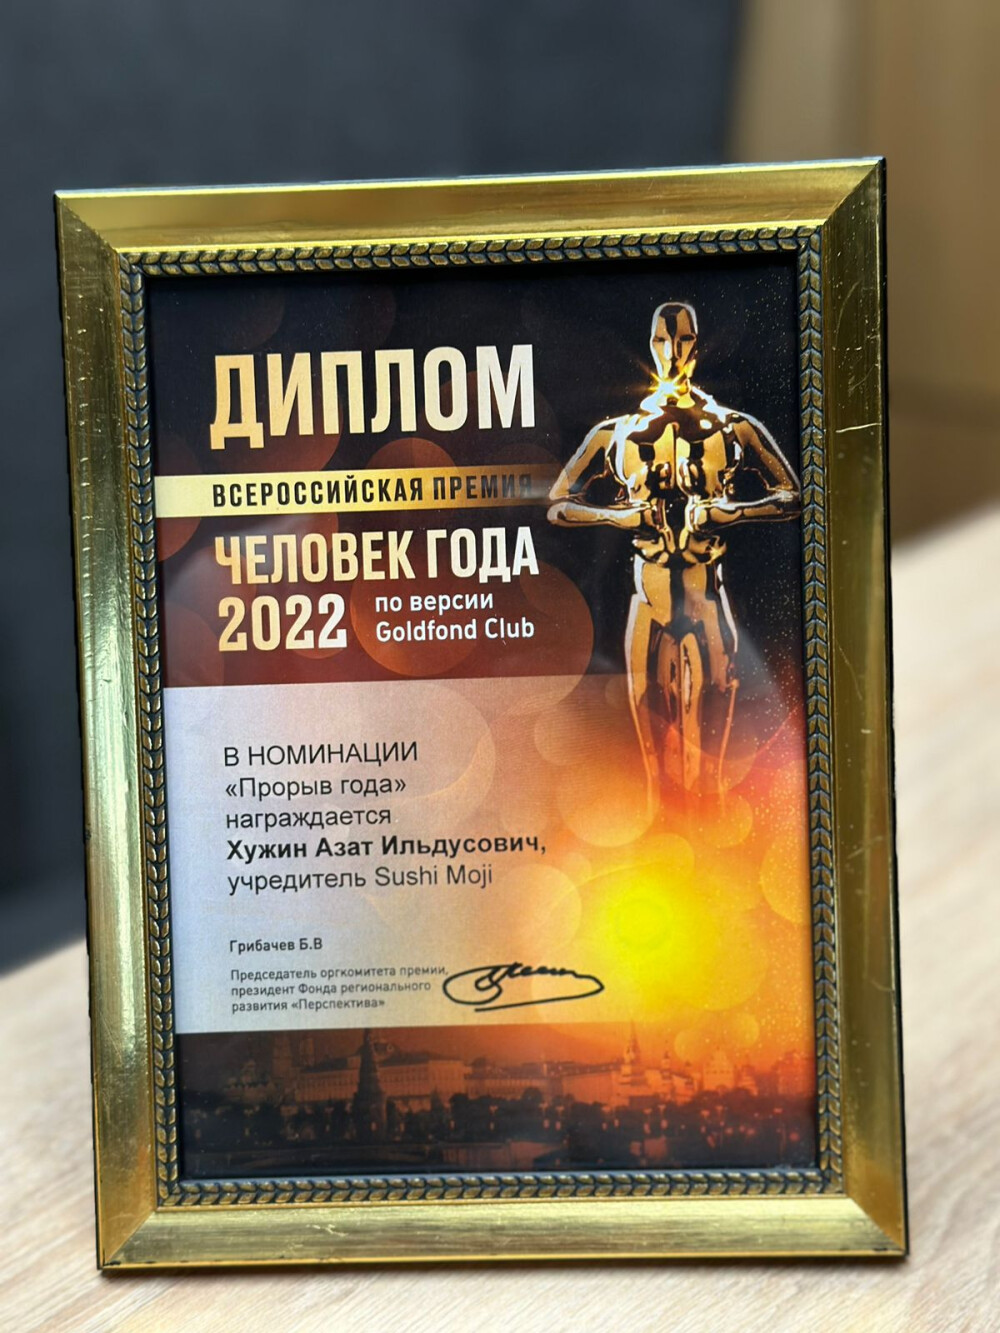 ДИПЛОМ
ВСЕРОССИЙСКАЯ ПРЕМИЯ
ЧЕЛОВЕК ГОДА
2022 по версии
Goldfond Club
В НОМИНАЦИИ
«Прорыв года»
награждается
Хужин Азат Ильдусович,
учредитель Sushi Moji
Грибачев Б.В
Председатель оргкомитета премии,
президент Фонда регионального
развития «Перспектива»